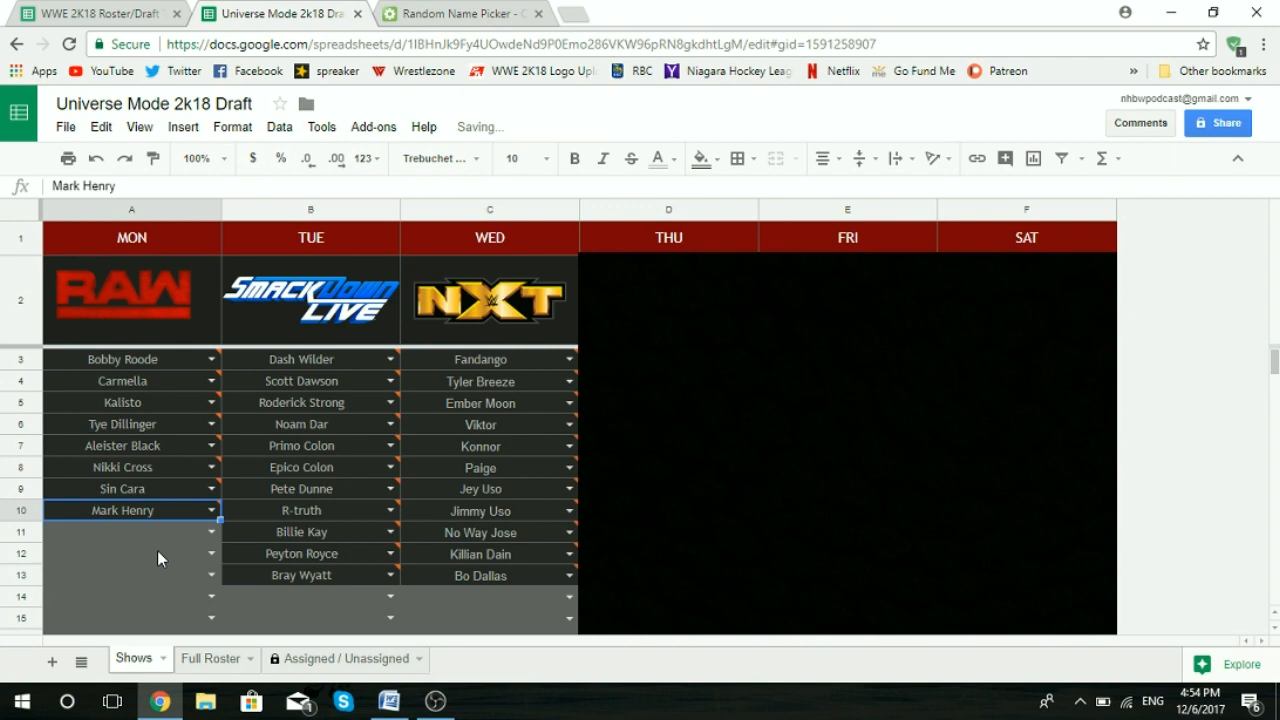 WWE 2K18 Roster/Draft
Universe Mode 2k18 Dra
Random Name Picker - C
Secure
https://docs.google.com/spreadsheets/d/1IBHnJk9Fy4UOwdeNd9P0Emo286VKW96pRN8gkdhtLgM/edit#gid=1591258907
Apps YouTube Twitter Facebook spreaker Wrestlezone WWE 2K18 Logo Upl RBC Niagara Hockey Leag Netflix Go Fund Me Patreon » Other bookmarks
Universe Mode 2k18 Draft
nhbwpodcast@gmail.com
File Edit View Insert Format Data Tools Add-ons Help Saving...
Comments Share
100% $ % .0 .00 123 Trebuchet ... 10 B I S A Σ
fx Mark Henry
A B C D E F
1 MON TUE WED THU FRI SAT
2 RAW SMACKDOWN LIVE NXT
3 Bobby Roode Dash Wilder Fandango
4 Carmella Scott Dawson Tyler Breeze
5 Kalisto Roderick Strong Ember Moon
6 Tye Dillinger Noam Dar Viktor
7 Aleister Black Primo Colon Konnor
8 Nikki Cross Epico Colon Paige
9 Sin Cara Pete Dunne Jey Uso
10 Mark Henry R-truth Jimmy Uso
11 Billie Kay No Way Jose
12 Peyton Royce Killian Dain
13 Bray Wyatt Bo Dallas
14
15
Shows Full Roster Assigned / Unassigned
Explore
ENG
4:54 PM
12/6/2017